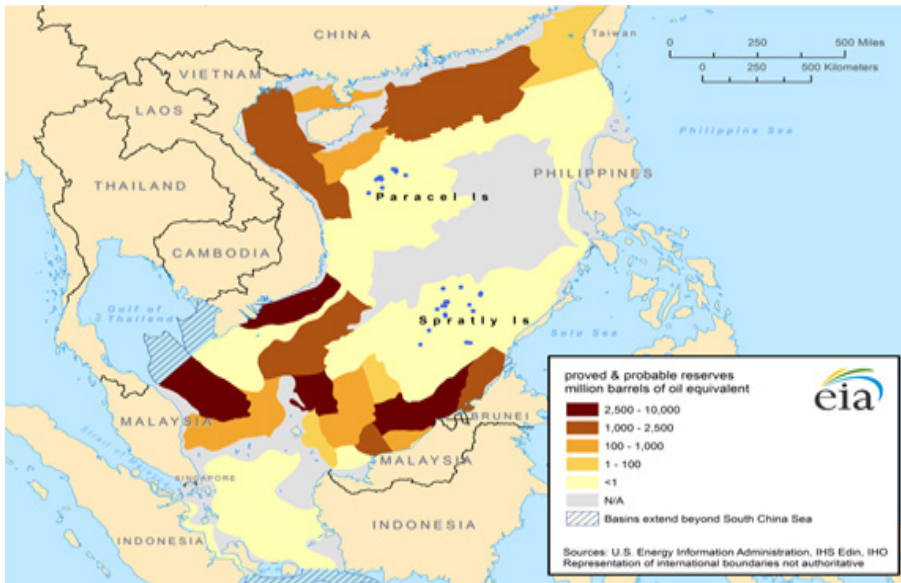 CHINA
Taiwan
0 250 500 Miles
0 250 500 Kilometers
VIETNAM
LAOS
Philippine Sea
THAILAND
PHILIPPINES
Paracel Is
CAMBODIA
Gulf of
Thailand
Spratly Is
Sulu Sea
proved & probable reserves
million barrels of oil equivalent
eia
2,500 - 10,000
1,000 - 2,500
100 - 1,000
1 - 100
<1
N/A
Basins extend beyond South China Sea
Sources: U.S. Energy Information Administration, IHS Edin, IHO
Representation of international boundaries not authoritative
MALAYSIA
BRUNEI
Strait of Malacca
MALAYSIA
SINGAPORE
INDONESIA
INDONESIA